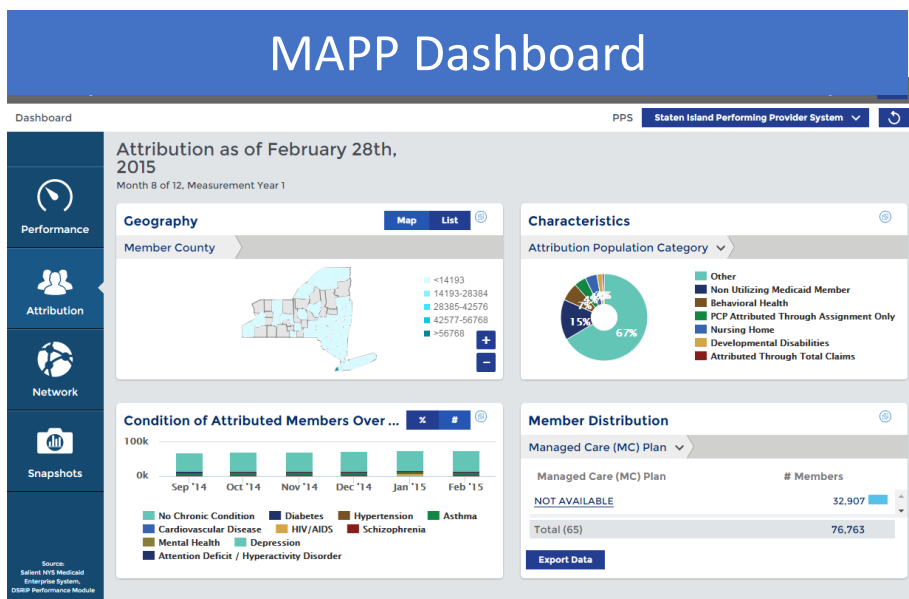 MAPP Dashboard
Dashboard
PPS
Staten Island Performing Provider System
Attribution as of February 28th,
2015
Month 8 of 12, Measurement Year 1
Performance
Attribution
Network
Snapshots
Source:
Salient NYS Medicaid
Enterprise System,
DSRIP Performance Module
Geography
Map
List
Member County
<14193
14193-28384
28385-42576
42577-56768
>56768
+
−
Characteristics
Attribution Population Category
67%
15%
7%
Other
Non Utilizing Medicaid Member
Behavioral Health
PCP Attributed Through Assignment Only
Nursing Home
Developmental Disabilities
Attributed Through Total Claims
Condition of Attributed Members Over ...
%
#
100k
0k
Sep '14
Oct '14
Nov '14
Dec '14
Jan '15
Feb '15
No Chronic Condition
Diabetes
Hypertension
Asthma
Cardiovascular Disease
HIV/AIDS
Schizophrenia
Mental Health
Depression
Attention Deficit / Hyperactivity Disorder
Member Distribution
Managed Care (MC) Plan
Managed Care (MC) Plan
# Members
NOT AVAILABLE
32,907
Total (65)
76,763
Export Data